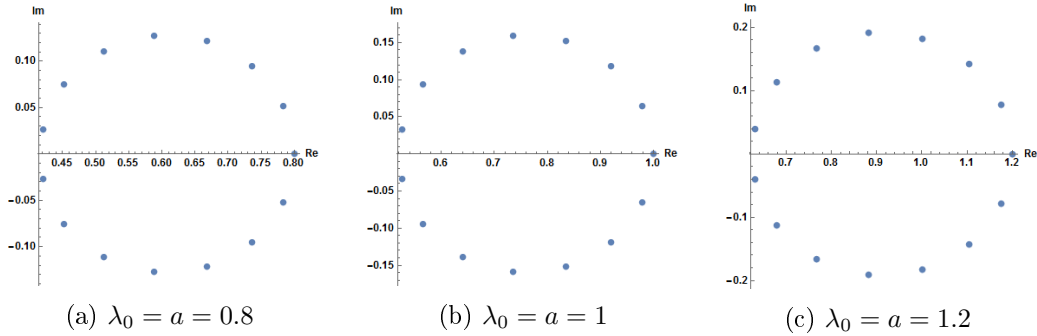 Im
0.10
0.05
0.45 0.50 0.55 0.60 0.65 0.70 0.75 0.80 Re
−0.05
−0.10
(a) λ₀ = a = 0.8
Im
0.15
0.10
0.05
0.6 0.7 0.8 0.9 1.0 Re
−0.05
−0.10
−0.15
(b) λ₀ = a = 1
Im
0.2
0.1
0.7 0.8 0.9 1.0 1.1 1.2 Re
−0.1
−0.2
(c) λ₀ = a = 1.2